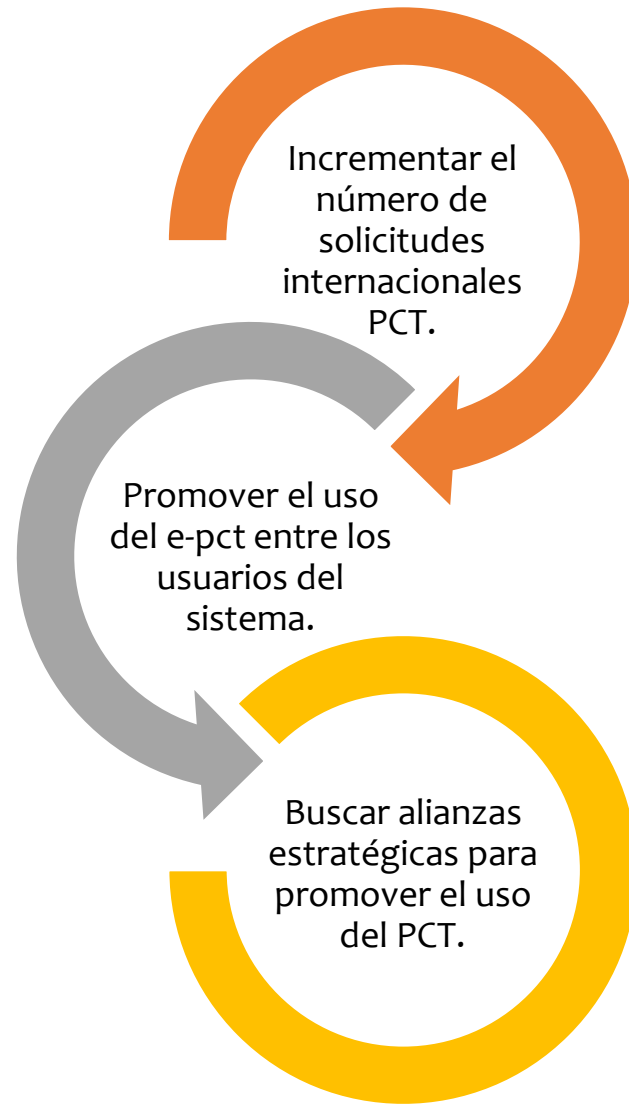 Incrementar el
número de
solicitudes
internacionales
PCT.
Promover el uso
del e-pct entre los
usuarios del
sistema.
Buscar alianzas
estratégicas para
promover el uso
del PCT.